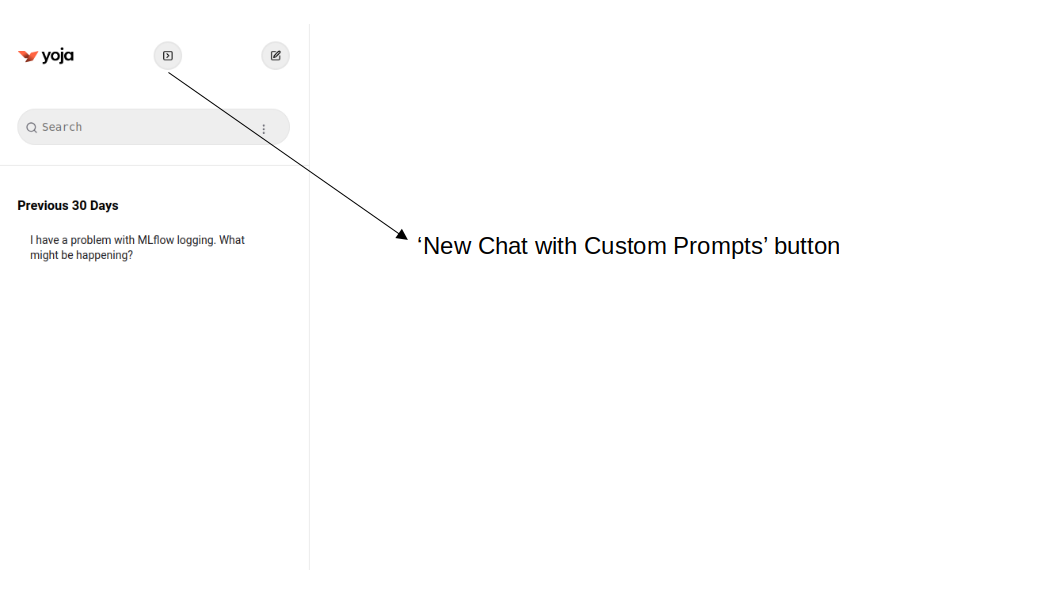 yoja
Search
Previous 30 Days
I have a problem with MLflow logging. What
might be happening?
‘New Chat with Custom Prompts’ button